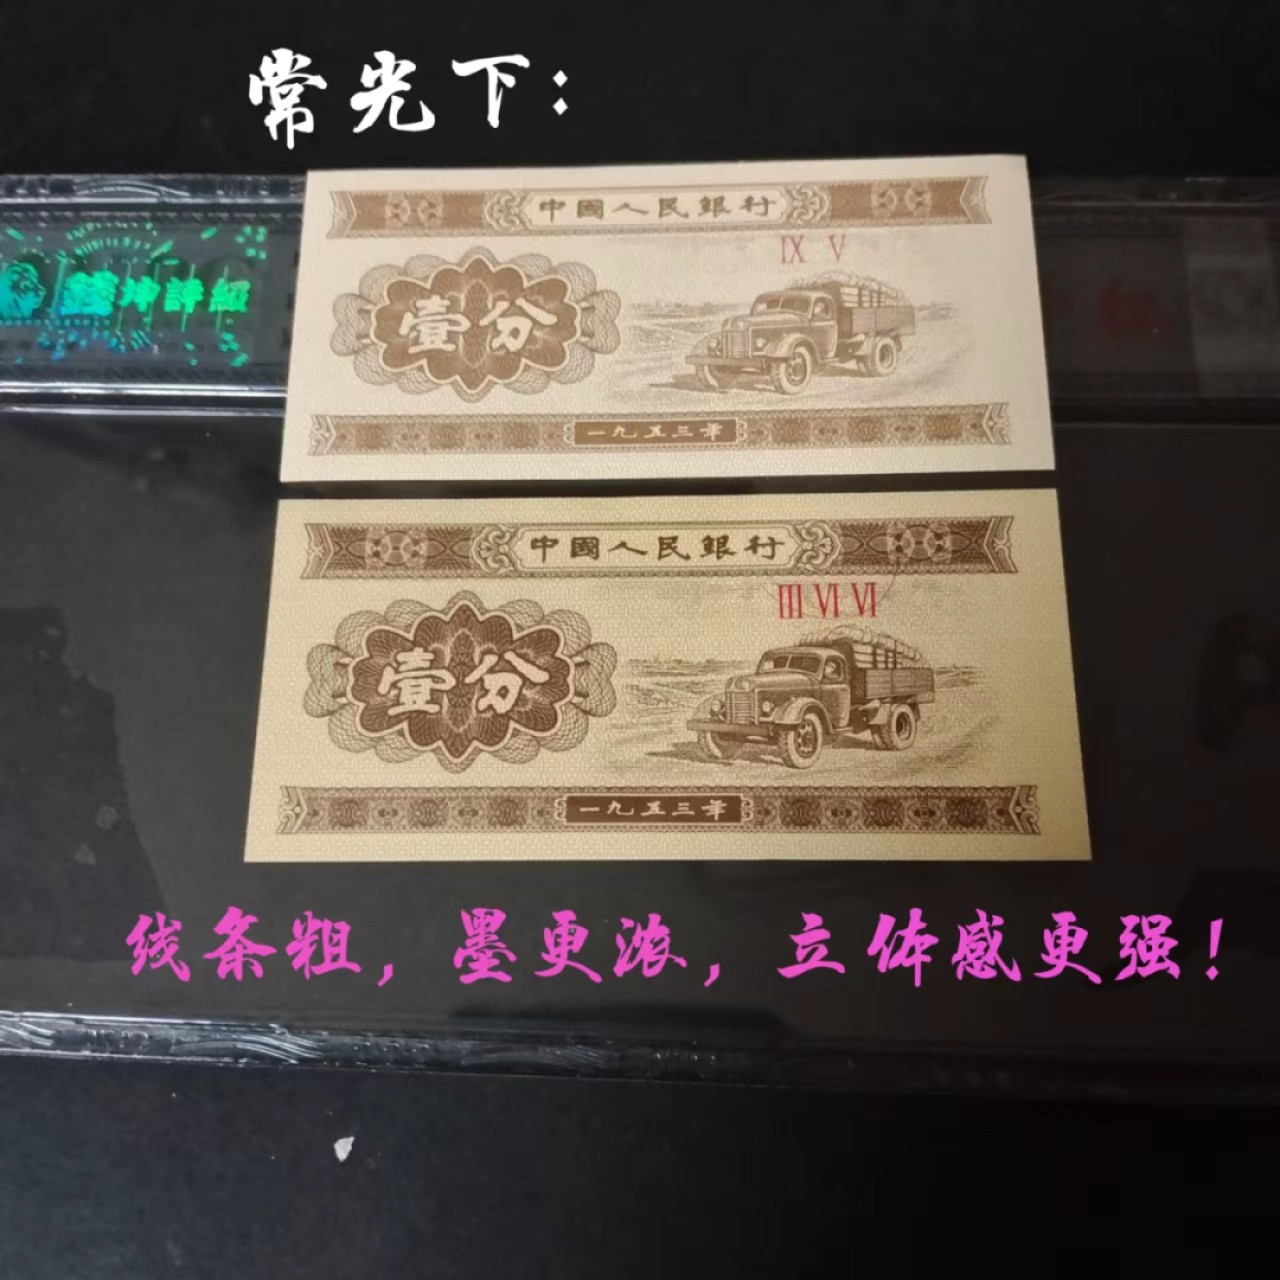 常光下：
中國人民銀行
IX V
坤評級
壹分
一九五三年
中國人民銀行
III VI VI
壹分
一九五三年
线条粗，墨更浓，立体感更强！